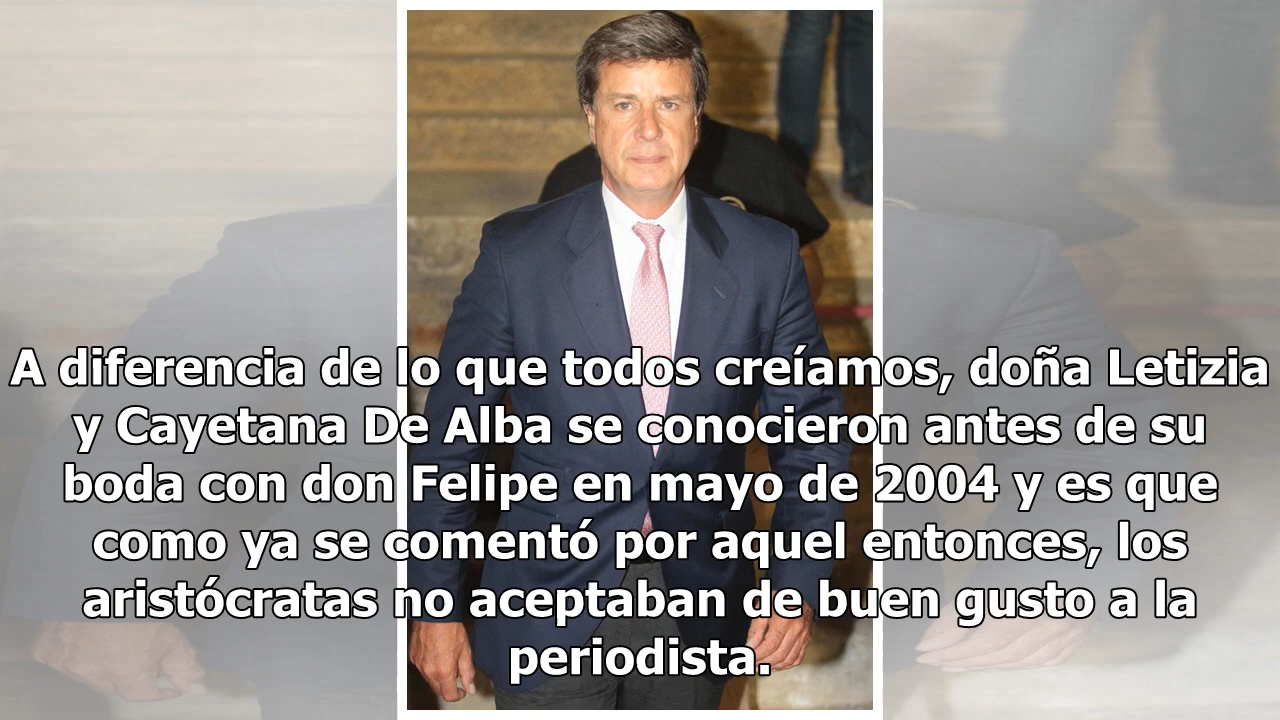 A diferencia de lo que todos creíamos, doña Letizia
y Cayetana De Alba se conocieron antes de su
boda con don Felipe en mayo de 2004 y es que
como ya se comentó por aquel entonces, los
aristócratas no aceptaban de buen gusto a la
periodista.